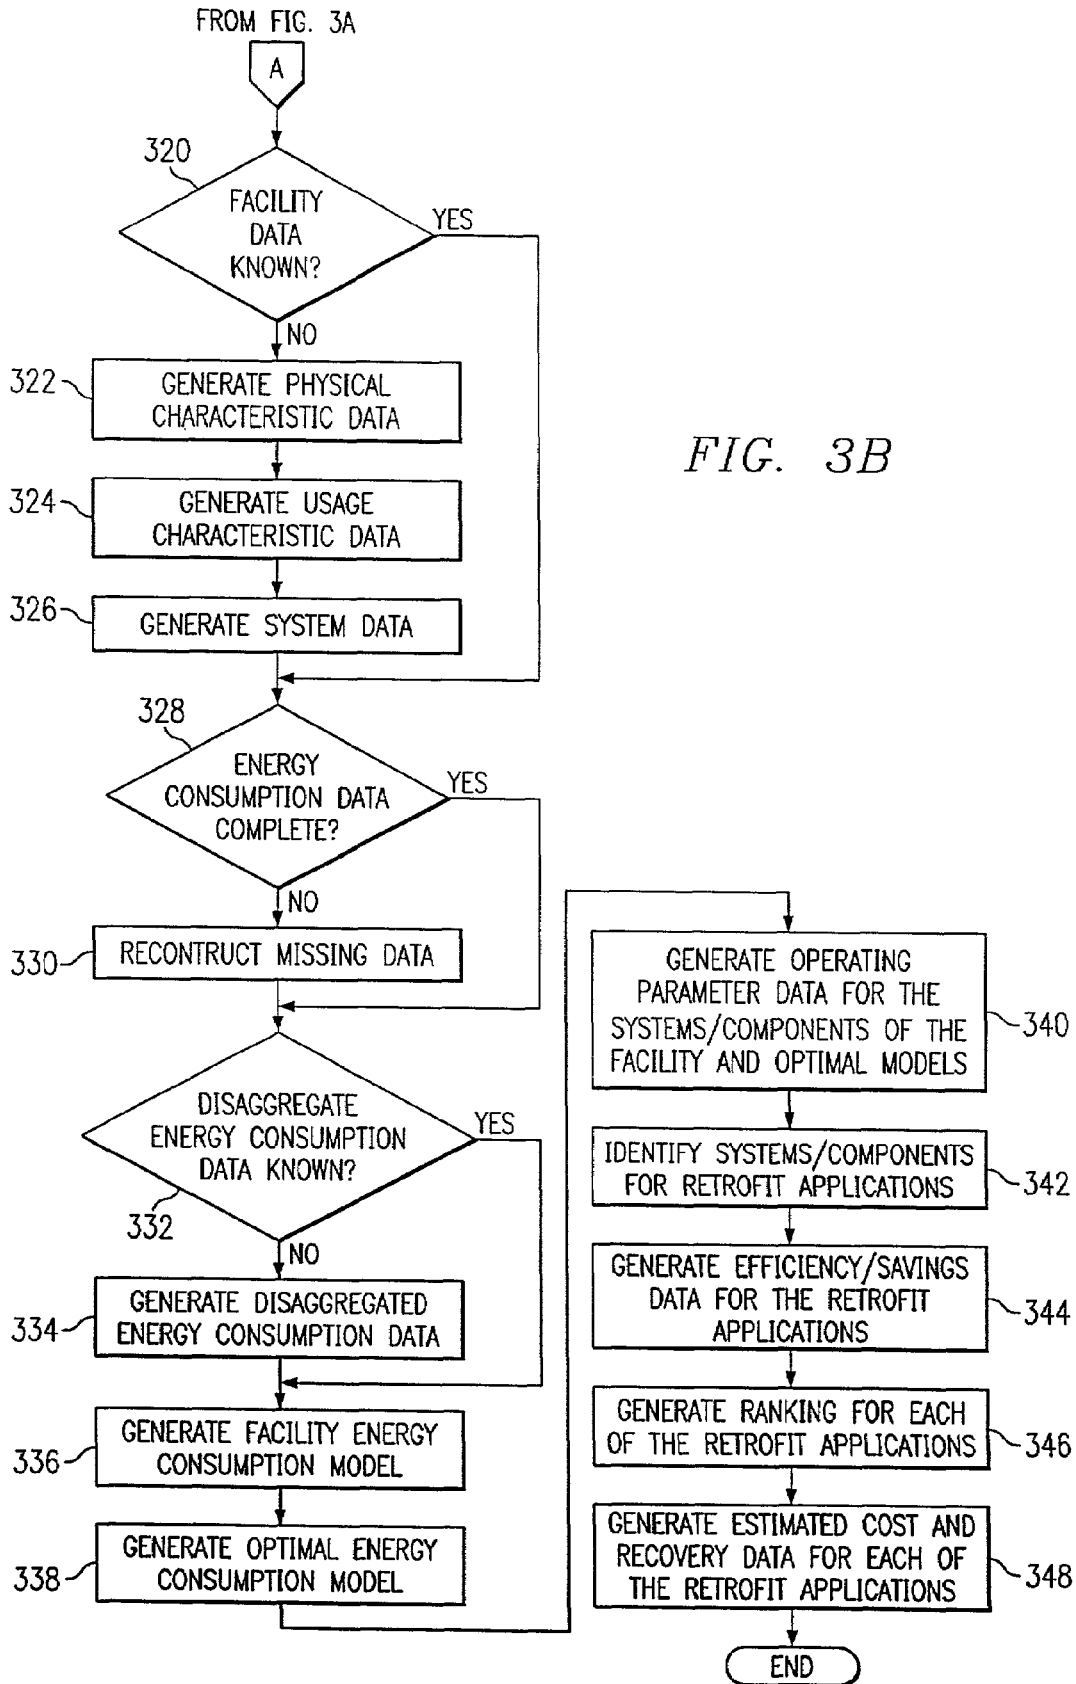 FROM FIG. 3A
A
320
FACILITY
DATA
KNOWN?
YES
NO
322
GENERATE PHYSICAL
CHARACTERISTIC DATA
324
GENERATE USAGE
CHARACTERISTIC DATA
326
GENERATE SYSTEM DATA
328
ENERGY
CONSUMPTION DATA
COMPLETE?
YES
NO
330
RECONTRUCT MISSING DATA
DISAGGREGATE
ENERGY CONSUMPTION
DATA KNOWN?
YES
332
NO
334
GENERATE DISAGGREGATED
ENERGY CONSUMPTION DATA
336
GENERATE FACILITY ENERGY
CONSUMPTION MODEL
338
GENERATE OPTIMAL ENERGY
CONSUMPTION MODEL
FIG. 3B
GENERATE OPERATING
PARAMETER DATA FOR THE
SYSTEMS/COMPONENTS OF THE
FACILITY AND OPTIMAL MODELS
340
IDENTIFY SYSTEMS/COMPONENTS
FOR RETROFIT APPLICATIONS
342
GENERATE EFFICIENCY/SAVINGS
DATA FOR THE RETROFIT
APPLICATIONS
344
GENERATE RANKING FOR EACH
OF THE RETROFIT APPLICATIONS
346
GENERATE ESTIMATED COST AND
RECOVERY DATA FOR EACH OF
THE RETROFIT APPLICATIONS
348
END